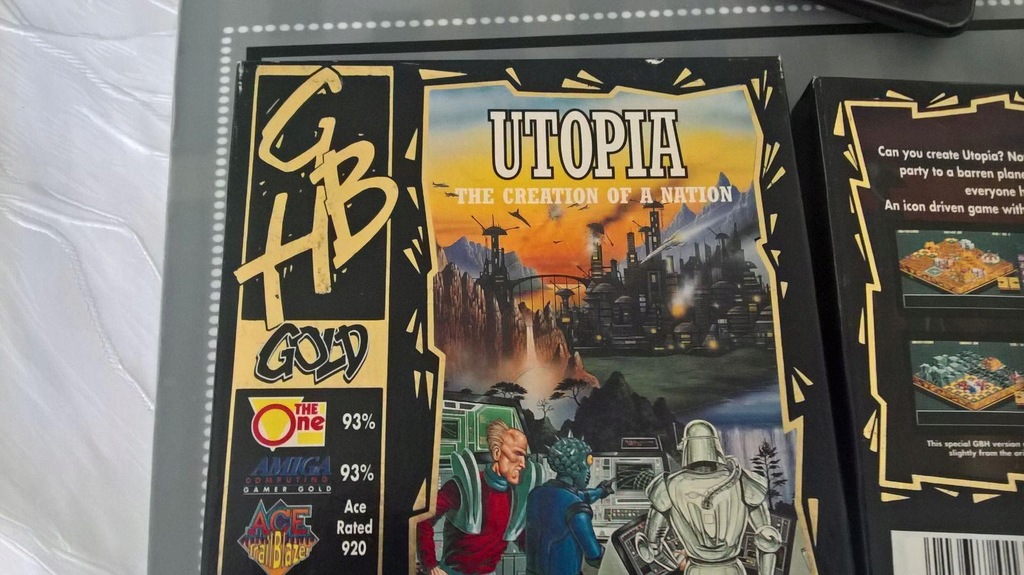 GBH
GOLD
THE One 93%
AMIGA
COMPUTING
GAMER GOLD
93%
ACE
TrailBlazer
Ace
Rated
920
UTOPIA
THE CREATION OF A NATION
Can you create Utopia? No
party to a barren plane
everyone h
An icon driven game with
This special GBH version
slightly from the ori